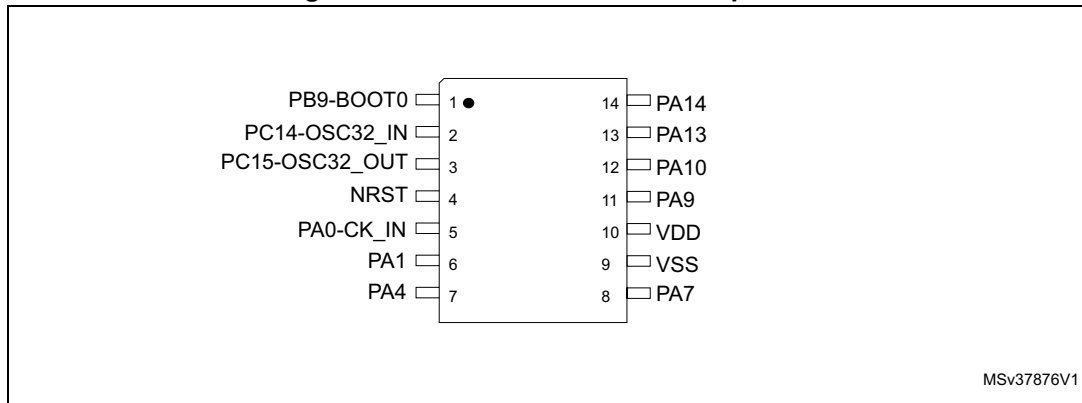 PB9-BOOT0 1 14 PA14
PC14-OSC32_IN 2 13 PA13
PC15-OSC32_OUT 3 12 PA10
NRST 4 11 PA9
PA0-CK_IN 5 10 VDD
PA1 6 9 VSS
PA4 7 8 PA7
MSv37876V1